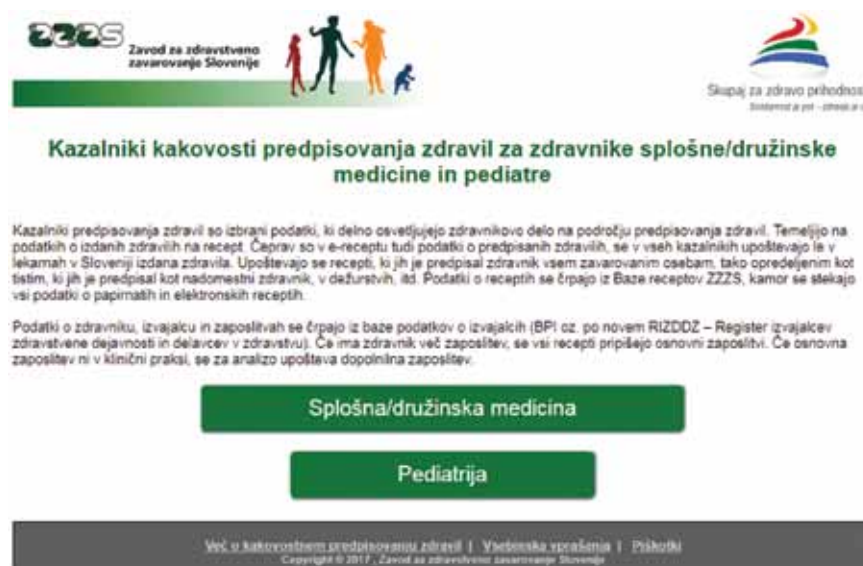 ZZZS
Zavod za zdravstveno
zavarovanje Slovenije
Skupaj za zdravo prihodnos
Kazalniki kakovosti predpisovanja zdravil za zdravnike splošne/družinske
medicine in pediatre
Kazalniki predpisovanja zdravil so izbrani podatki, ki delno osvetljujejo zdravnikovo delo na področju predpisovanja zdravil. Temeljijo na
podatkih o izdanih zdravilih na recept. Čeprav so v e-receptu tudi podatki o predpisanih zdravilih, se v vseh kazalnikih upoštevajo le v
lekarnah v Sloveniji izdana zdravila. Upoštevajo se recepti, ki jih je predpisal zdravnik vsem zavarovanim osebam, tako opredeljenim kot
tistim, ki jih je predpisal kot nadomestni zdravnik, v dežurstvih, itd. Podatki o receptih se črpajo iz Baze receptov ZZZS, kamor se stekajo
vsi podatki o papirnatih in elektronskih receptih.
Podatki o zdravniku, izvajalcu in zaposlitvah se črpajo iz baze podatkov o izvajalcih (BPI oz. po novem RIZDDZ – Register izvajalcev
zdravstvene dejavnosti in delavcev v zdravstvu). Če ima zdravnik več zaposlitev, se vsi recepti pripišejo osnovni zaposlitvi. Če osnovna
zaposlitev ni v klinični praksi, se za analizo upošteva dopolnilna zaposlitev.
Splošna/družinska medicina
Pediatrija
Več o kakovostnem predpisovanju zdravil | Vsebinska vprašanja | Piškotki
Copyright © 2017 , Zavod za zdravstveno zavarovanje Slovenije